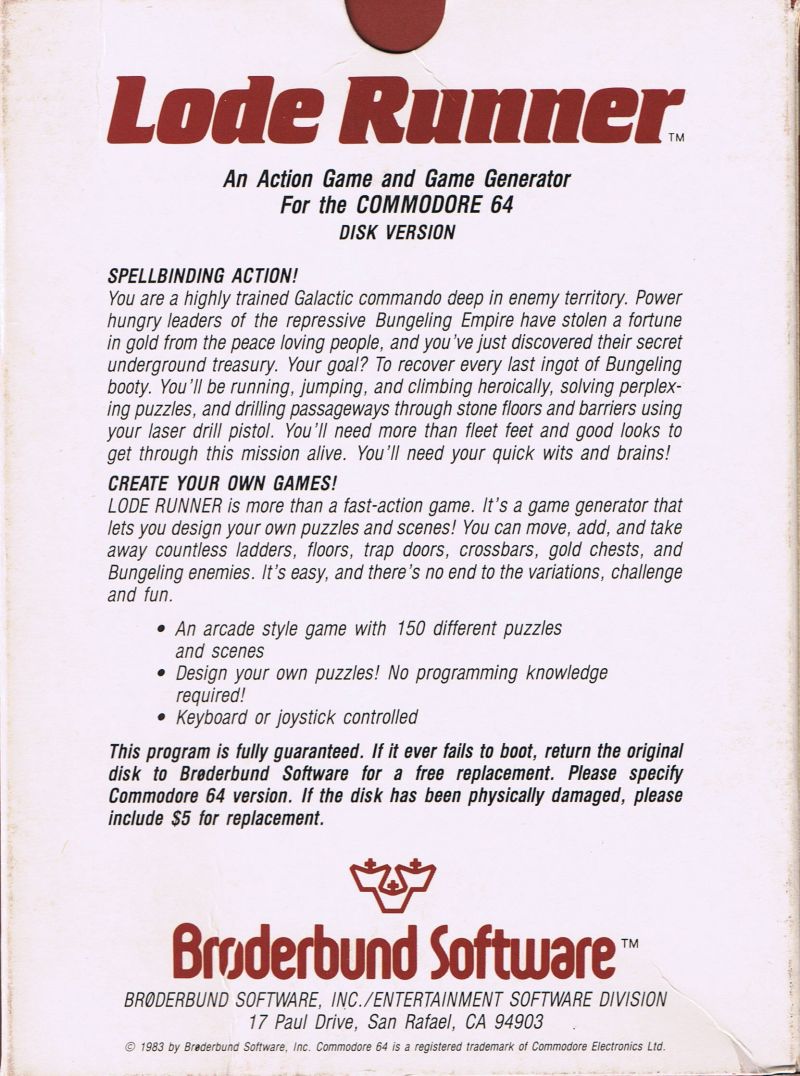 Lode Runner™
An Action Game and Game Generator
For the COMMODORE 64
DISK VERSION
SPELLBINDING ACTION!
You are a highly trained Galactic commando deep in enemy territory. Power
hungry leaders of the repressive Bungeling Empire have stolen a fortune
in gold from the peace loving people, and you've just discovered their secret
underground treasury. Your goal? To recover every last ingot of Bungeling
booty. You'll be running, jumping, and climbing heroically, solving perplex-
ing puzzles, and drilling passageways through stone floors and barriers using
your laser drill pistol. You'll need more than fleet feet and good looks to
get through this mission alive. You'll need your quick wits and brains!
CREATE YOUR OWN GAMES!
LODE RUNNER is more than a fast-action game. It's a game generator that
lets you design your own puzzles and scenes! You can move, add, and take
away countless ladders, floors, trap doors, crossbars, gold chests, and
Bungeling enemies. It's easy, and there's no end to the variations, challenge
and fun.
• An arcade style game with 150 different puzzles
and scenes
• Design your own puzzles! No programming knowledge
required!
• Keyboard or joystick controlled
This program is fully guaranteed. If it ever fails to boot, return the original
disk to Brøderbund Software for a free replacement. Please specify
Commodore 64 version. If the disk has been physically damaged, please
include $5 for replacement.
Brøderbund Software™
BRØDERBUND SOFTWARE, INC./ENTERTAINMENT SOFTWARE DIVISION
17 Paul Drive, San Rafael, CA 94903
© 1983 by Brøderbund Software, Inc. Commodore 64 is a registered trademark of Commodore Electronics Ltd.